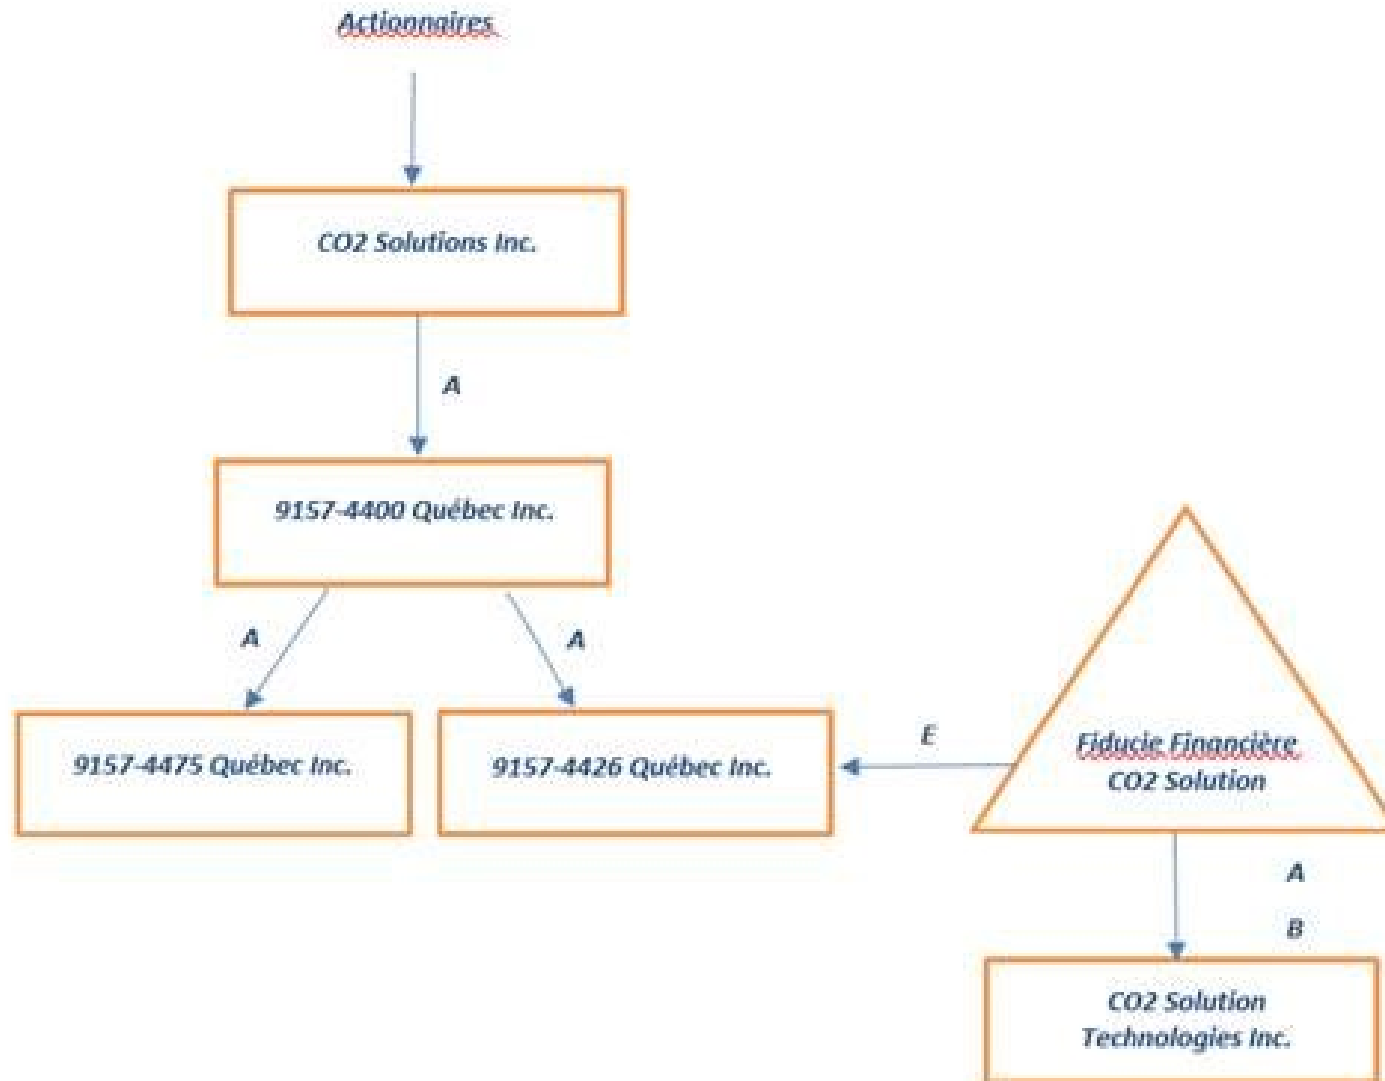 Actionnaires
CO2 Solutions Inc.
A
9157-4400 Québec Inc.
A
A
9157-4475 Québec Inc.
9157-4426 Québec Inc.
E
Fiducie Financière
CO2 Solution
A
B
CO2 Solution
Technologies Inc.